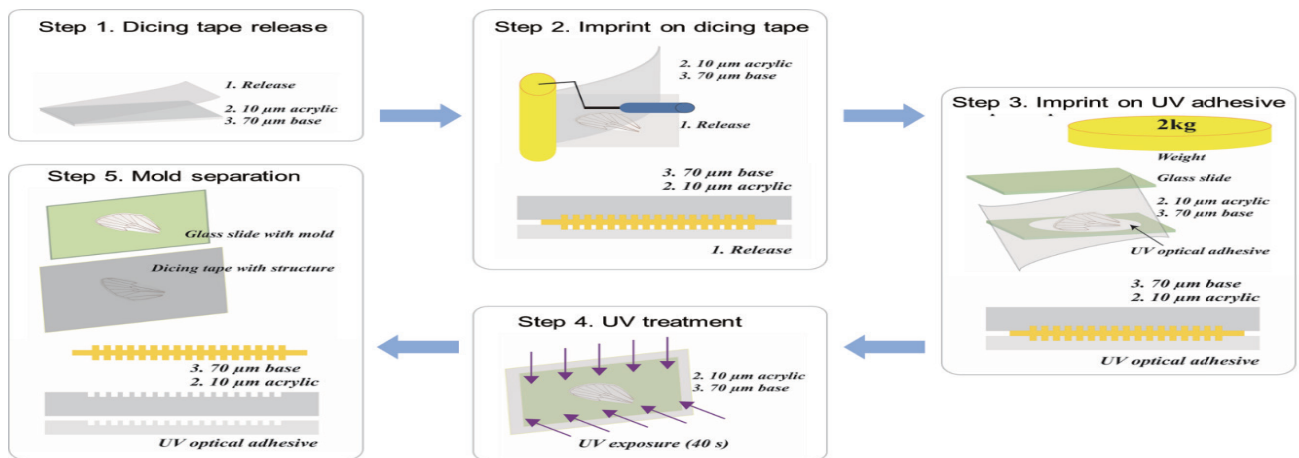 Step 1. Dicing tape release
1. Release
2. 10 µm acrylic
3. 70 µm base
Step 2. Imprint on dicing tape
2. 10 µm acrylic
3. 70 µm base
1. Release
3. 70 µm base
2. 10 µm acrylic
1. Release
Step 3. Imprint on UV adhesive
2kg
Weight
Glass slide
2. 10 µm acrylic
3. 70 µm base
UV optical adhesive
3. 70 µm base
2. 10 µm acrylic
UV optical adhesive
Step 4. UV treatment
2. 10 µm acrylic
3. 70 µm base
UV exposure (40 s)
Step 5. Mold separation
Glass slide with mold
Dicing tape with structure
3. 70 µm base
2. 10 µm acrylic
UV optical adhesive